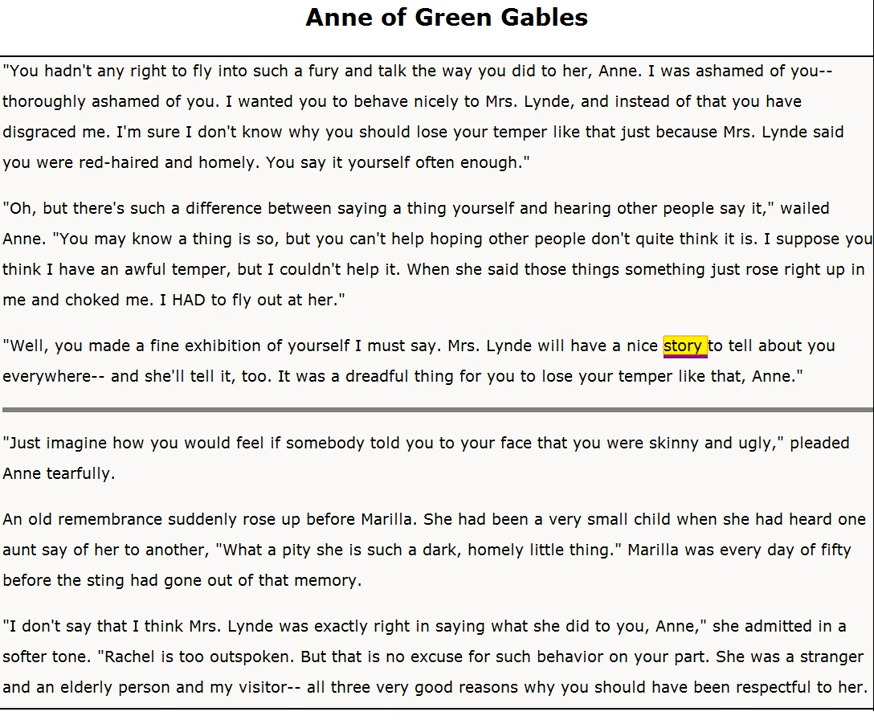 Anne of Green Gables
"You hadn't any right to fly into such a fury and talk the way you did to her, Anne. I was ashamed of you--
thoroughly ashamed of you. I wanted you to behave nicely to Mrs. Lynde, and instead of that you have
disgraced me. I'm sure I don't know why you should lose your temper like that just because Mrs. Lynde said
you were red-haired and homely. You say it yourself often enough."
"Oh, but there's such a difference between saying a thing yourself and hearing other people say it," wailed
Anne. "You may know a thing is so, but you can't help hoping other people don't quite think it is. I suppose you
think I have an awful temper, but I couldn't help it. When she said those things something just rose right up in
me and choked me. I HAD to fly out at her."
"Well, you made a fine exhibition of yourself I must say. Mrs. Lynde will have a nice story to tell about you
everywhere-- and she'll tell it, too. It was a dreadful thing for you to lose your temper like that, Anne."
"Just imagine how you would feel if somebody told you to your face that you were skinny and ugly," pleaded
Anne tearfully.
An old remembrance suddenly rose up before Marilla. She had been a very small child when she had heard one
aunt say of her to another, "What a pity she is such a dark, homely little thing." Marilla was every day of fifty
before the sting had gone out of that memory.
"I don't say that I think Mrs. Lynde was exactly right in saying what she did to you, Anne," she admitted in a
softer tone. "Rachel is too outspoken. But that is no excuse for such behavior on your part. She was a stranger
and an elderly person and my visitor-- all three very good reasons why you should have been respectful to her.